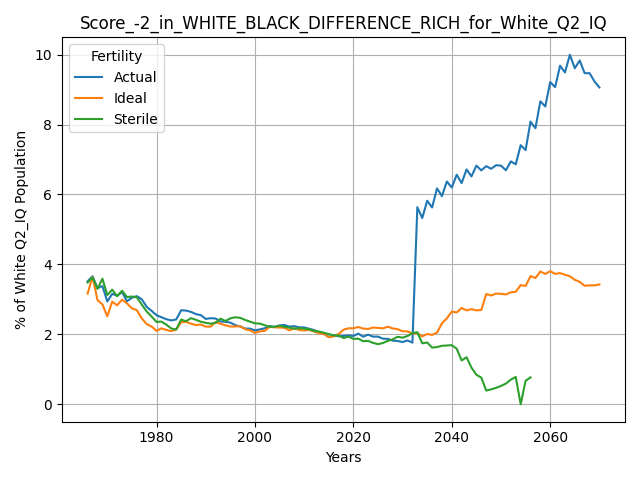 Score_-2_in_WHITE_BLACK_DIFFERENCE_RICH_for_White_Q2_IQ
Fertility
Actual
Ideal
Sterile
% of White Q2_IQ Population
10
8
6
4
2
0
1980 2000 2020 2040 2060
Years